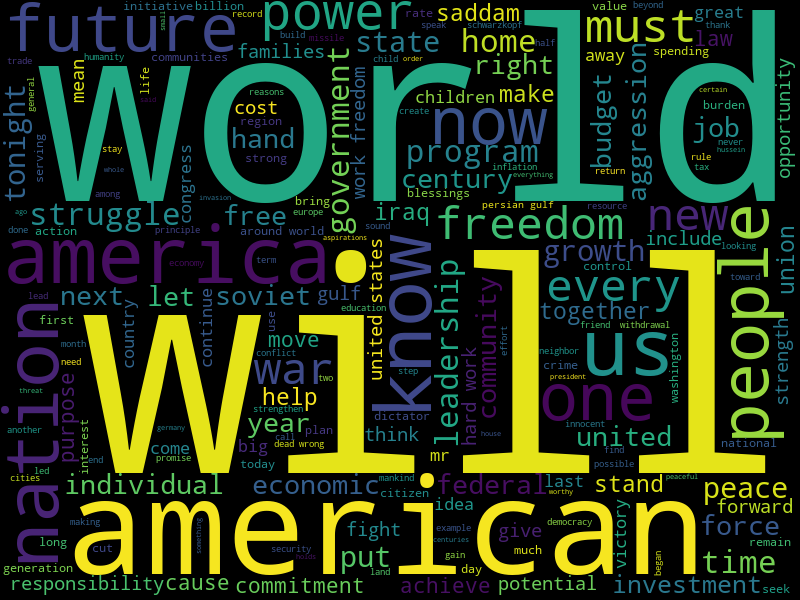 initiative billion record rate value beyond
future power saddam must great thank
trade state speak schwarzkopf home build missile half away spending law
humanity communities families child order
general mean life small said reasons right certain opportunity
world
tonight cost children make now budget aggression burden job
serving hand region government work freedom create program inflation never hussein
stay strong everything return rule tax
whole congress century
among bring blessings resource
struggle free europe iraq persian gulf freedom new people
ago done action principle around world sound invasion
aspirations growth include looking
america know control union
economy term united states every toward
next let soviet gulf education leadership together
lead first country continue use community friend withdrawal
nation month move conflict us strength
need war two step effort neighbor washington
will
purpose strengthen help dictator hard work crime president
threat year call plan one innocent
another germany think house united national
interest come promise big dead wrong mr find
end today mankind possible peaceful
cities led individual economic citizen federal last stand peace
worthy idea forward
american
making fight example democracy give victory force
long cut something put centuries remain
security gain much began time
generation holds land day
responsibility cause commitment achieve potential investment seek